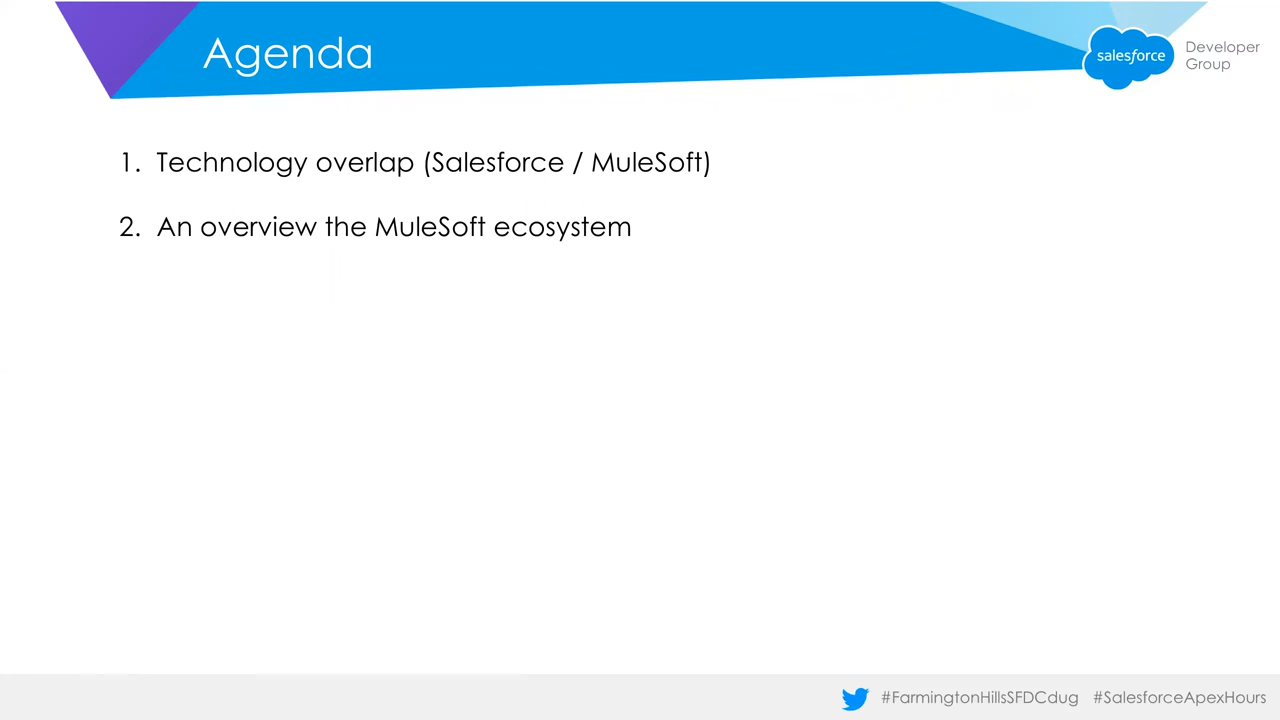 Agenda
salesforce
Developer
Group
1. Technology overlap (Salesforce / MuleSoft)
2. An overview the MuleSoft ecosystem
#FarmingtonHillsSFDCdug #SalesforceApexHours